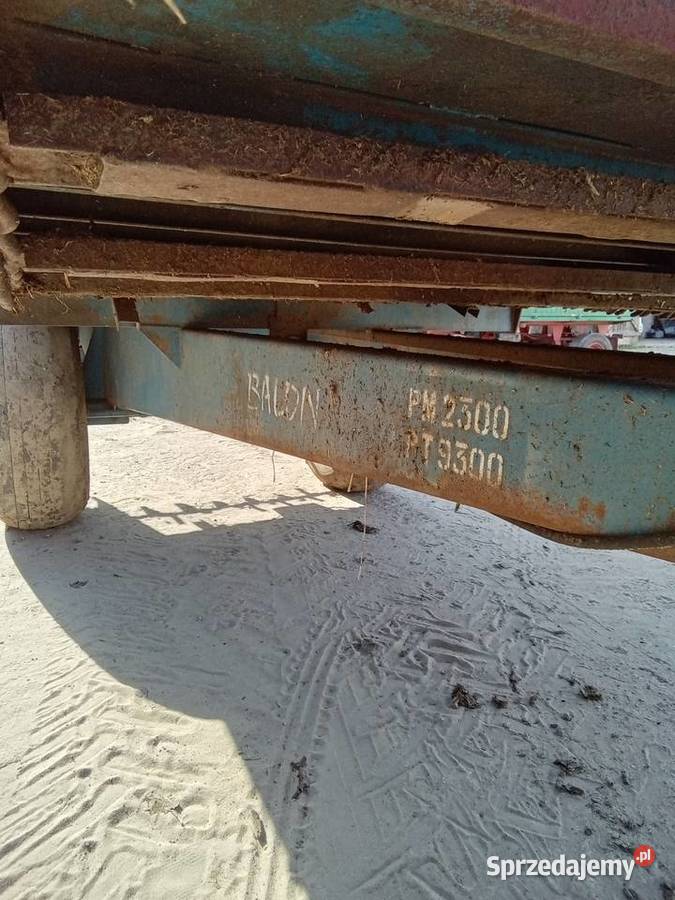 BALDN
PM 2300
PT 9300
Sprzedajemy.pl